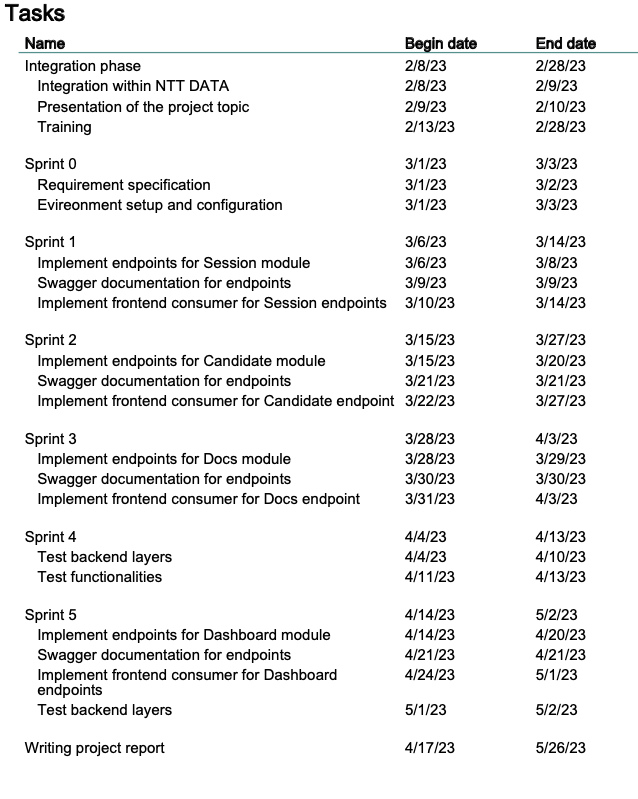 Tasks
Name Begin date End date
Integration phase 2/8/23 2/28/23
Integration within NTT DATA 2/8/23 2/9/23
Presentation of the project topic 2/9/23 2/10/23
Training 2/13/23 2/28/23
Sprint 0 3/1/23 3/3/23
Requirement specification 3/1/23 3/2/23
Evireonment setup and configuration 3/1/23 3/3/23
Sprint 1 3/6/23 3/14/23
Implement endpoints for Session module 3/6/23 3/8/23
Swagger documentation for endpoints 3/9/23 3/9/23
Implement frontend consumer for Session endpoints 3/10/23 3/14/23
Sprint 2 3/15/23 3/27/23
Implement endpoints for Candidate module 3/15/23 3/20/23
Swagger documentation for endpoints 3/21/23 3/21/23
Implement frontend consumer for Candidate endpoint 3/22/23 3/27/23
Sprint 3 3/28/23 4/3/23
Implement endpoints for Docs module 3/28/23 3/29/23
Swagger documentation for endpoints 3/30/23 3/30/23
Implement frontend consumer for Docs endpoint 3/31/23 4/3/23
Sprint 4 4/4/23 4/13/23
Test backend layers 4/4/23 4/10/23
Test functionalities 4/11/23 4/13/23
Sprint 5 4/14/23 5/2/23
Implement endpoints for Dashboard module 4/14/23 4/20/23
Swagger documentation for endpoints 4/21/23 4/21/23
Implement frontend consumer for Dashboard 4/24/23 5/1/23
endpoints
Test backend layers 5/1/23 5/2/23
Writing project report 4/17/23 5/26/23